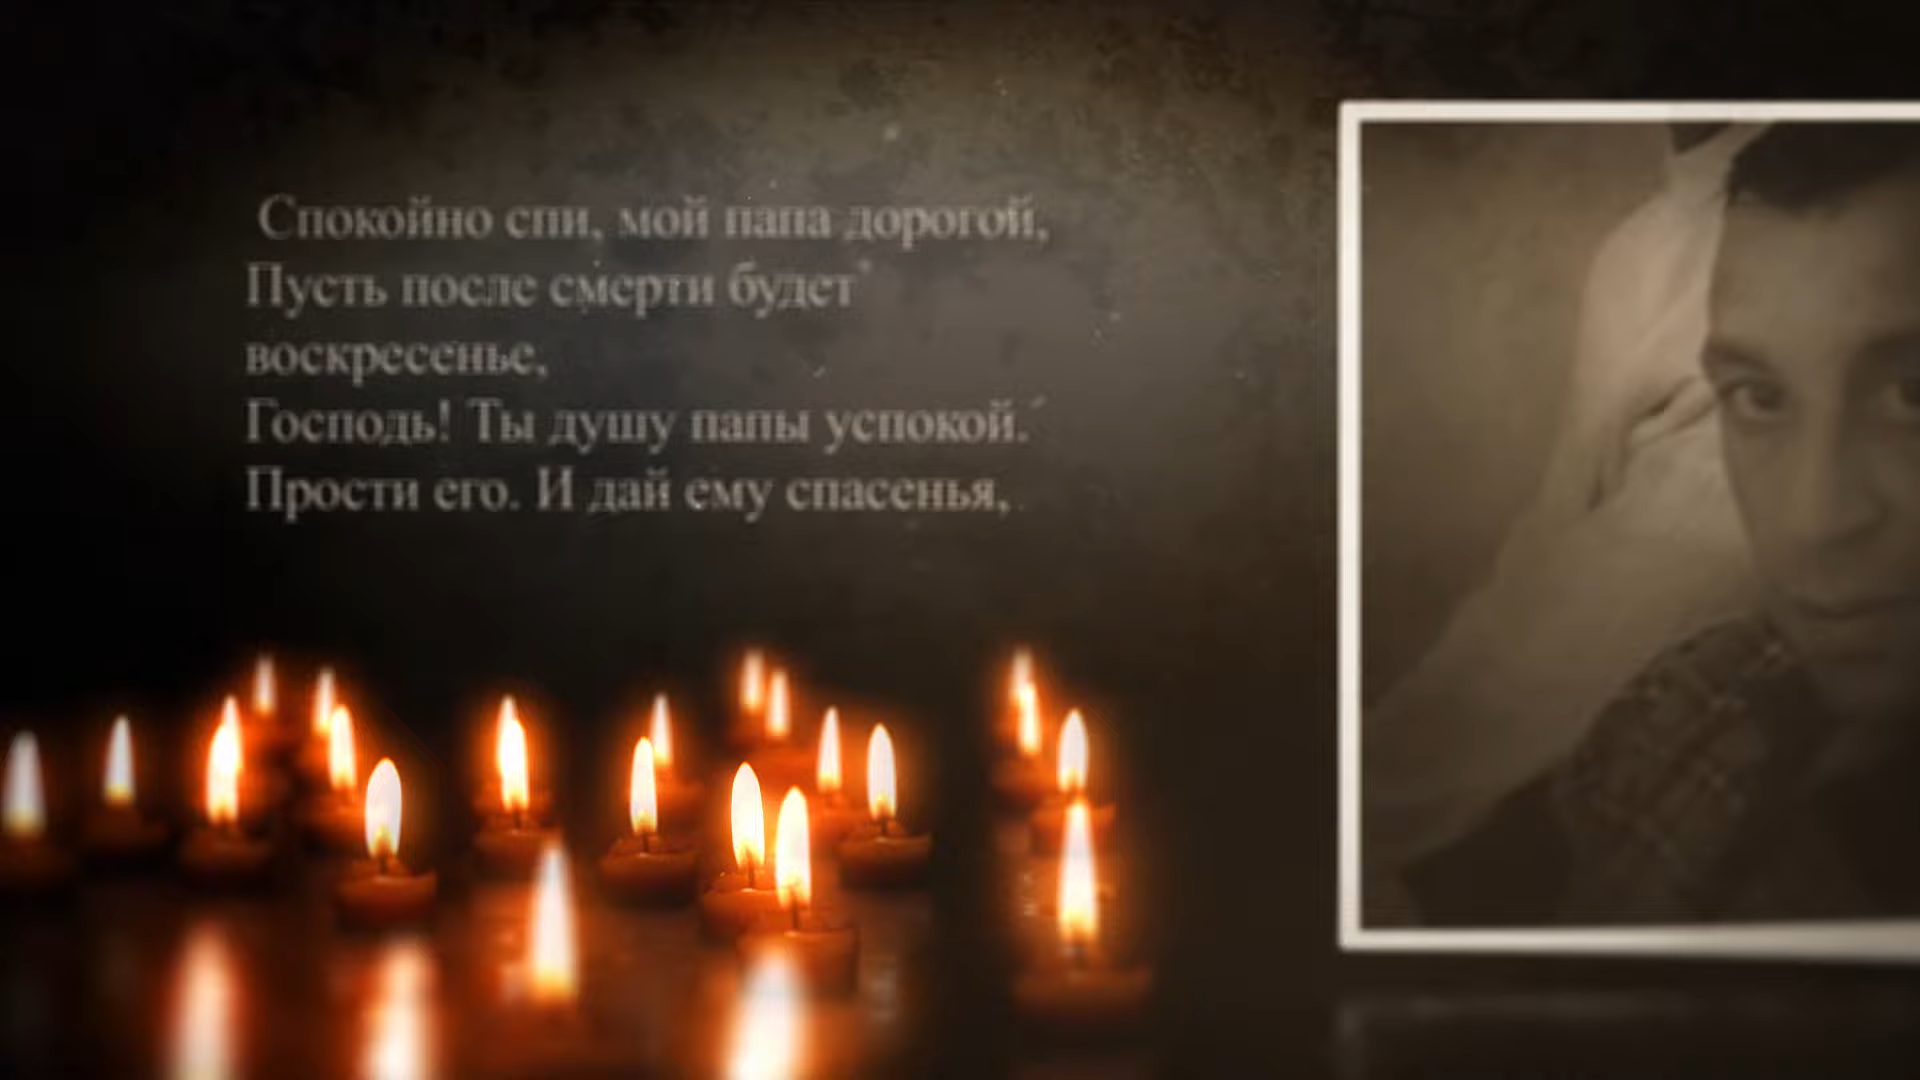 Спокойно спи, мой папа дорогой,
Пусть после смерти будет
воскресенье,
Господь! Ты душу папы успокой.
Прости его. И дай ему спасенья,